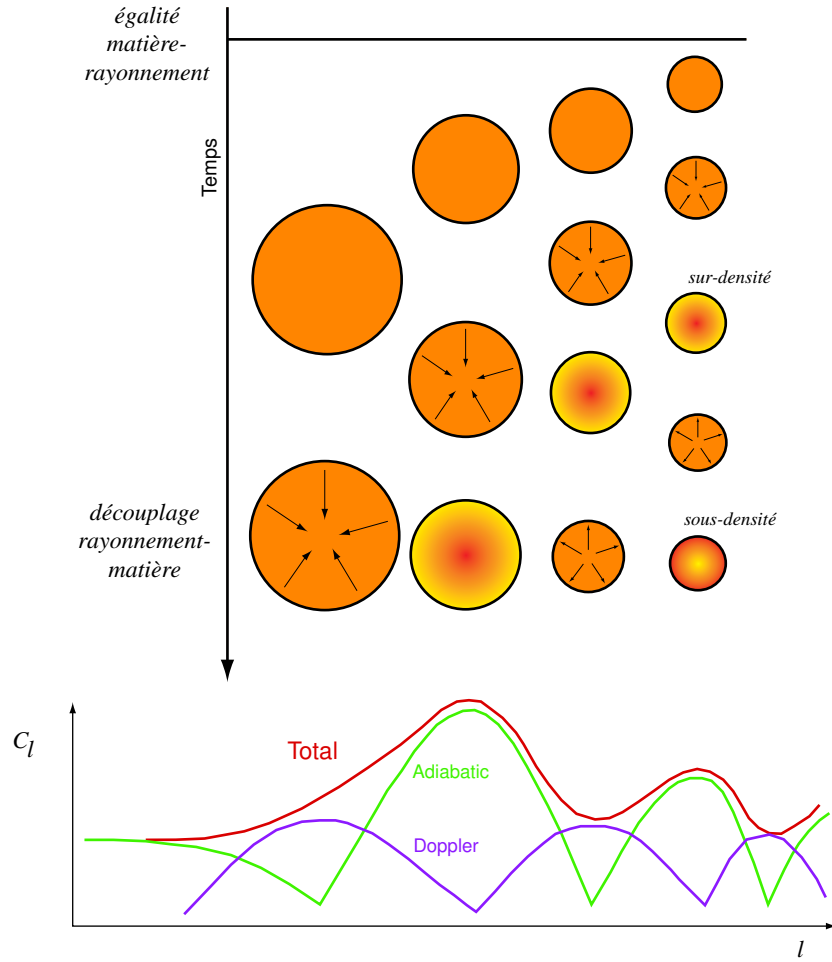 égalité
matière-
rayonnement
Temps
sur-densité
découplage
rayonnement-
matière
sous-densité
C_l
Total
Adiabatic
Doppler
l